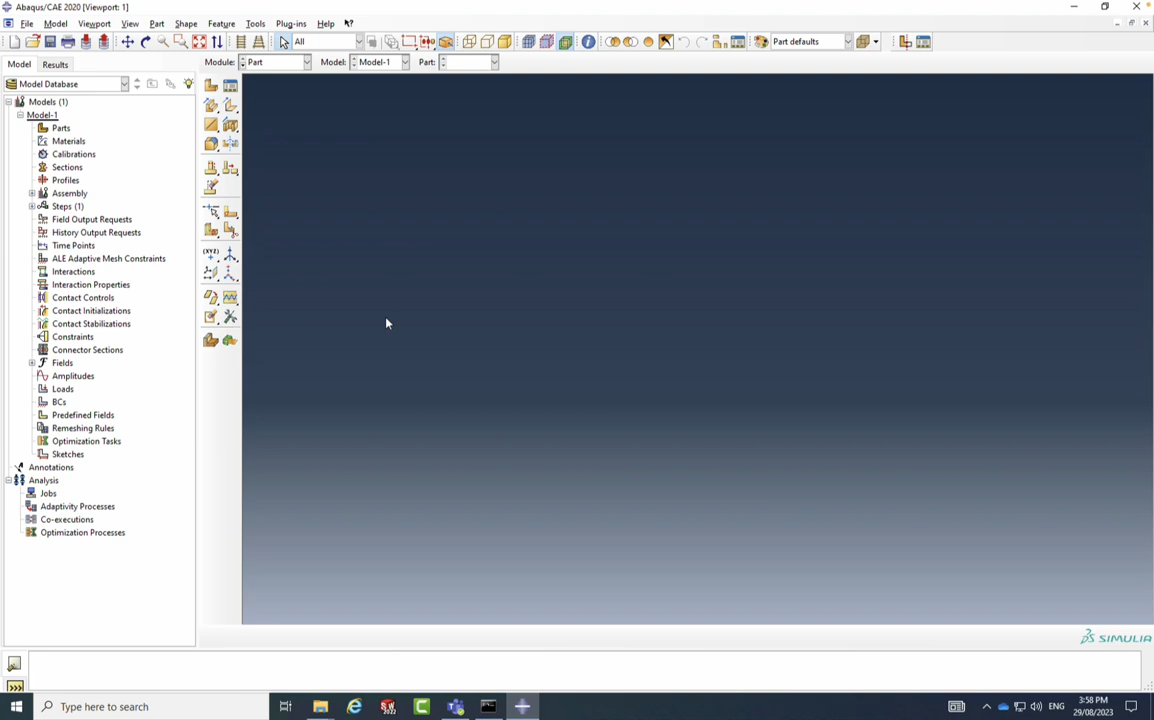 Abaqus/CAE 2020 [Viewport: 1]
File Model Viewport View Part Shape Feature Tools Plug-ins Help
All
Part defaults
Model Results
Module: Part Model: Model-1 Part:
Model Database
Models (1)
Model-1
Parts
Materials
Calibrations
Sections
Profiles
Assembly
Steps (1)
Field Output Requests
History Output Requests
Time Points
ALE Adaptive Mesh Constraints
Interactions
Interaction Properties
Contact Controls
Contact Initializations
Contact Stabilizations
Constraints
Connector Sections
Fields
Amplitudes
Loads
BCs
Predefined Fields
Remeshing Rules
Optimization Tasks
Sketches
Annotations
Analysis
Jobs
Adaptivity Processes
Co-executions
Optimization Processes
(XYZ)
SIMULIA
>>>
Type here to search
ENG
3:58 PM
29/08/2023